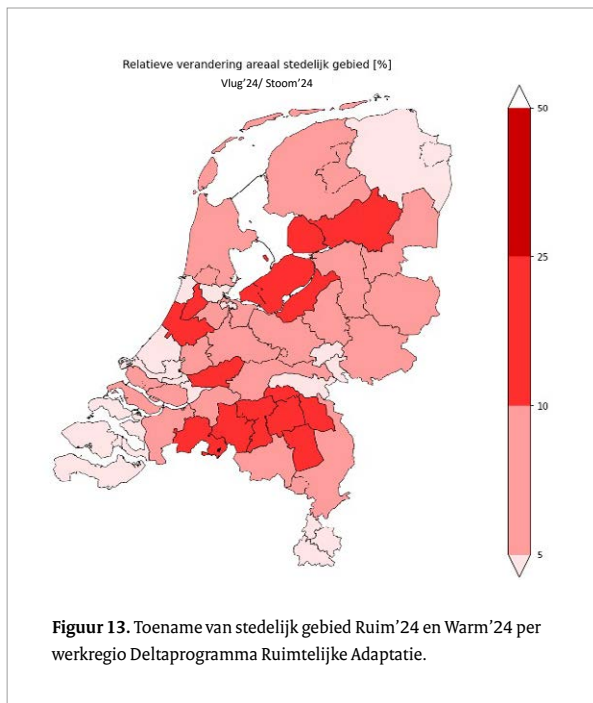 Relatieve verandering areaal stedelijk gebied [%]
Vlug'24/ Stoom'24
50
25
10
5
Figuur 13. Toename van stedelijk gebied Ruim'24 en Warm'24 per
werkregio Deltaprogramma Ruimtelijke Adaptatie.